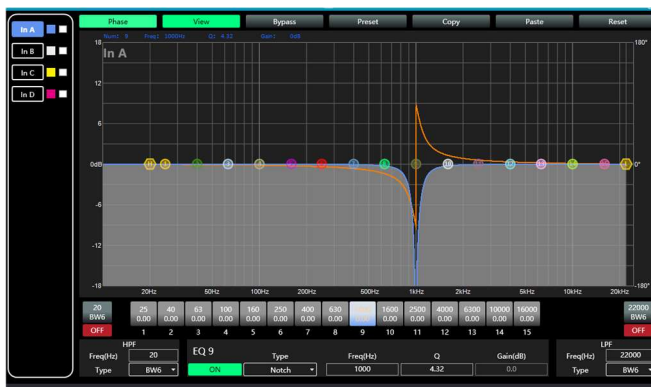 Phase View Bypass Preset Copy Paste Reset
In A
In B
In C
In D
Num: 9 Freq: 1000Hz Q: 4.32 Gain: 0dB
In A
18 180°
12
6
0dB 0°
-6
-12
-18 -180°
20Hz 50Hz 100Hz 200Hz 500Hz 1kHz 2kHz 5kHz 10kHz 20kHz
20 25 40 63 100 160 250 400 630 1600 2500 4000 6300 10000 16000 22000
BW6 0.00 0.00 0.00 0.00 0.00 0.00 0.00 0.00 0.00 0.00 0.00 0.00 0.00 0.00 BW6
OFF 1 2 3 4 5 6 7 8 9 10 11 12 13 14 15 OFF
HPF EQ 9 LPF
Freq(Hz) 20 Type Freq(Hz) Q Gain(dB) Freq(Hz) 22000
Type BW6 ON Notch 1000 4.32 0.0 Type BW6